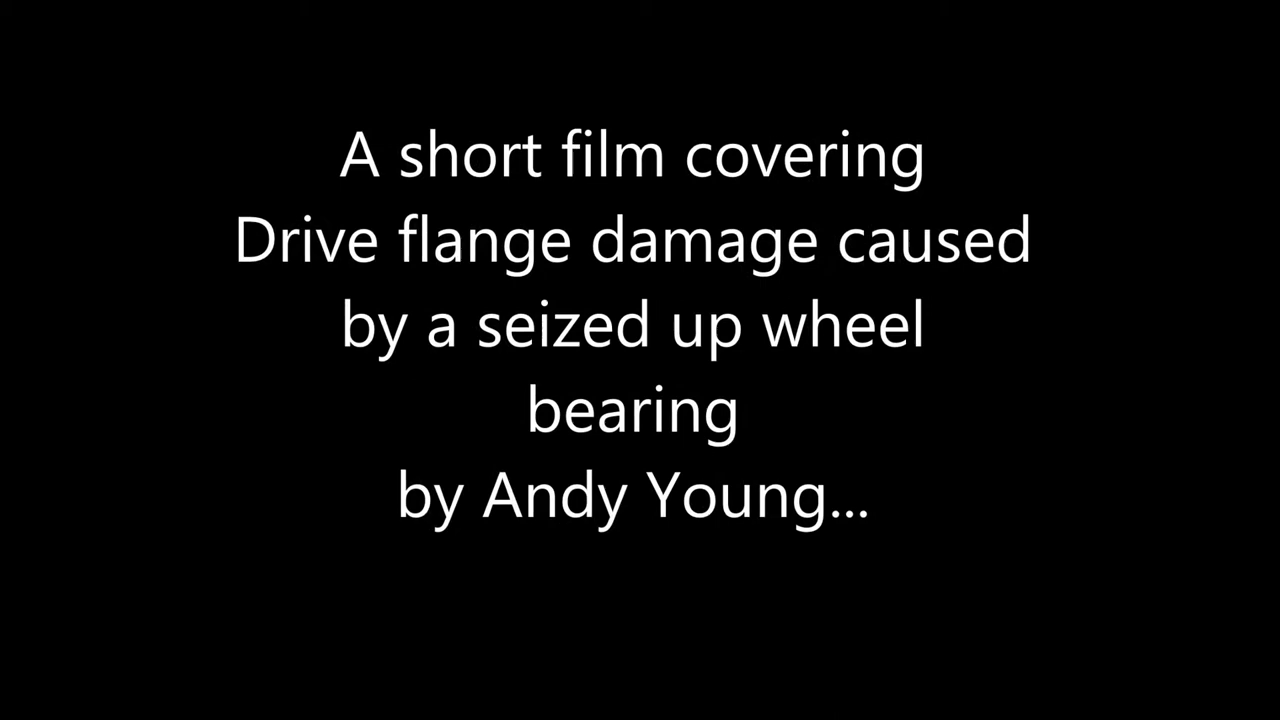 A short film covering
Drive flange damage caused
by a seized up wheel
bearing
by Andy Young...